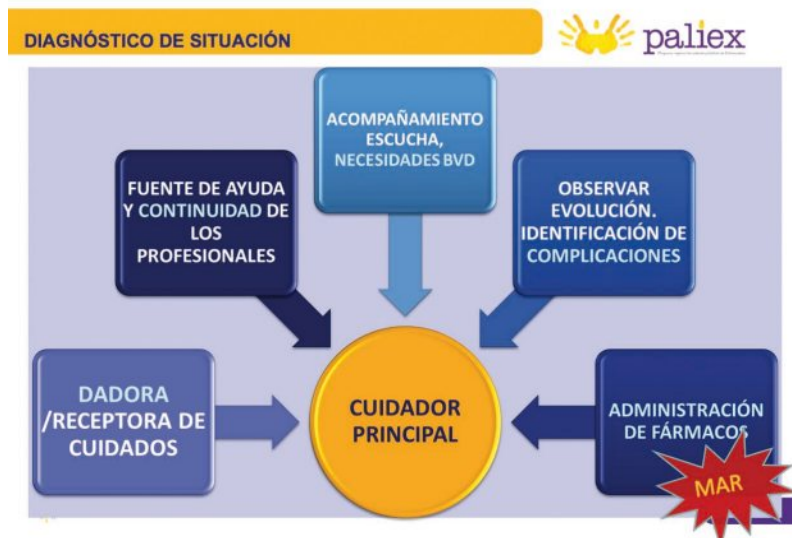 DIAGNÓSTICO DE SITUACIÓN
paliex
ACOMPAÑAMIENTO
ESCUCHA,
NECESIDADES BVD
FUENTE DE AYUDA
Y CONTINUIDAD DE
LOS
PROFESIONALES
OBSERVAR
EVOLUCIÓN.
IDENTIFICACIÓN DE
COMPLICACIONES
DADORA
/RECEPTORA DE
CUIDADOS
CUIDADOR
PRINCIPAL
ADMINISTRACIÓN
DE FÁRMACOS
MAR